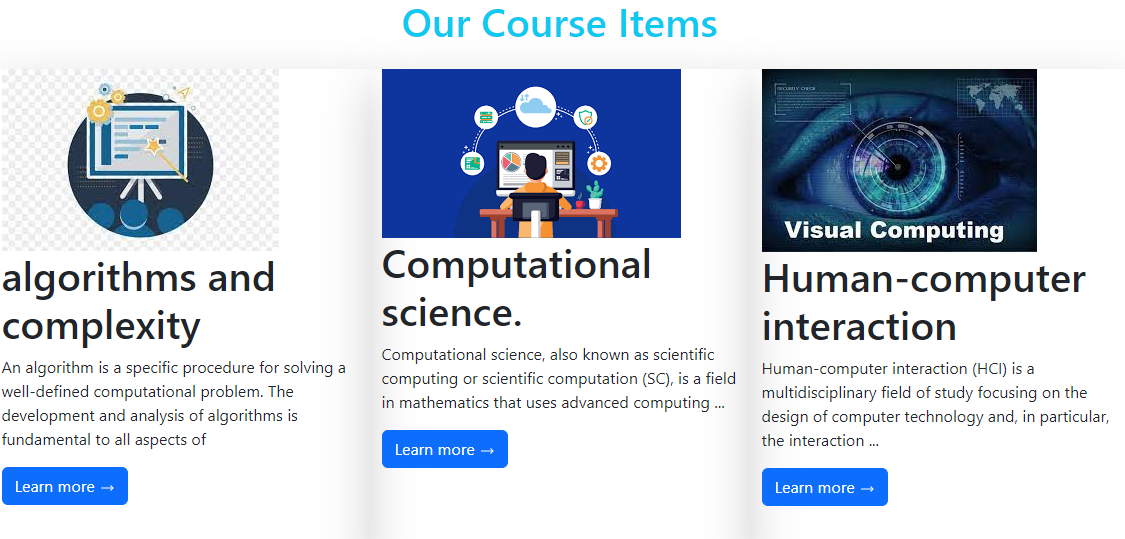 Our Course Items
algorithms and
complexity
An algorithm is a specific procedure for solving a
well-defined computational problem. The
development and analysis of algorithms is
fundamental to all aspects of
Learn more →
Computational
science.
Computational science, also known as scientific
computing or scientific computation (SC), is a field
in mathematics that uses advanced computing ...
Learn more →
SECURITY CHECK
Visual Computing
Human-computer
interaction
Human-computer interaction (HCI) is a
multidisciplinary field of study focusing on the
design of computer technology and, in particular,
the interaction ...
Learn more →